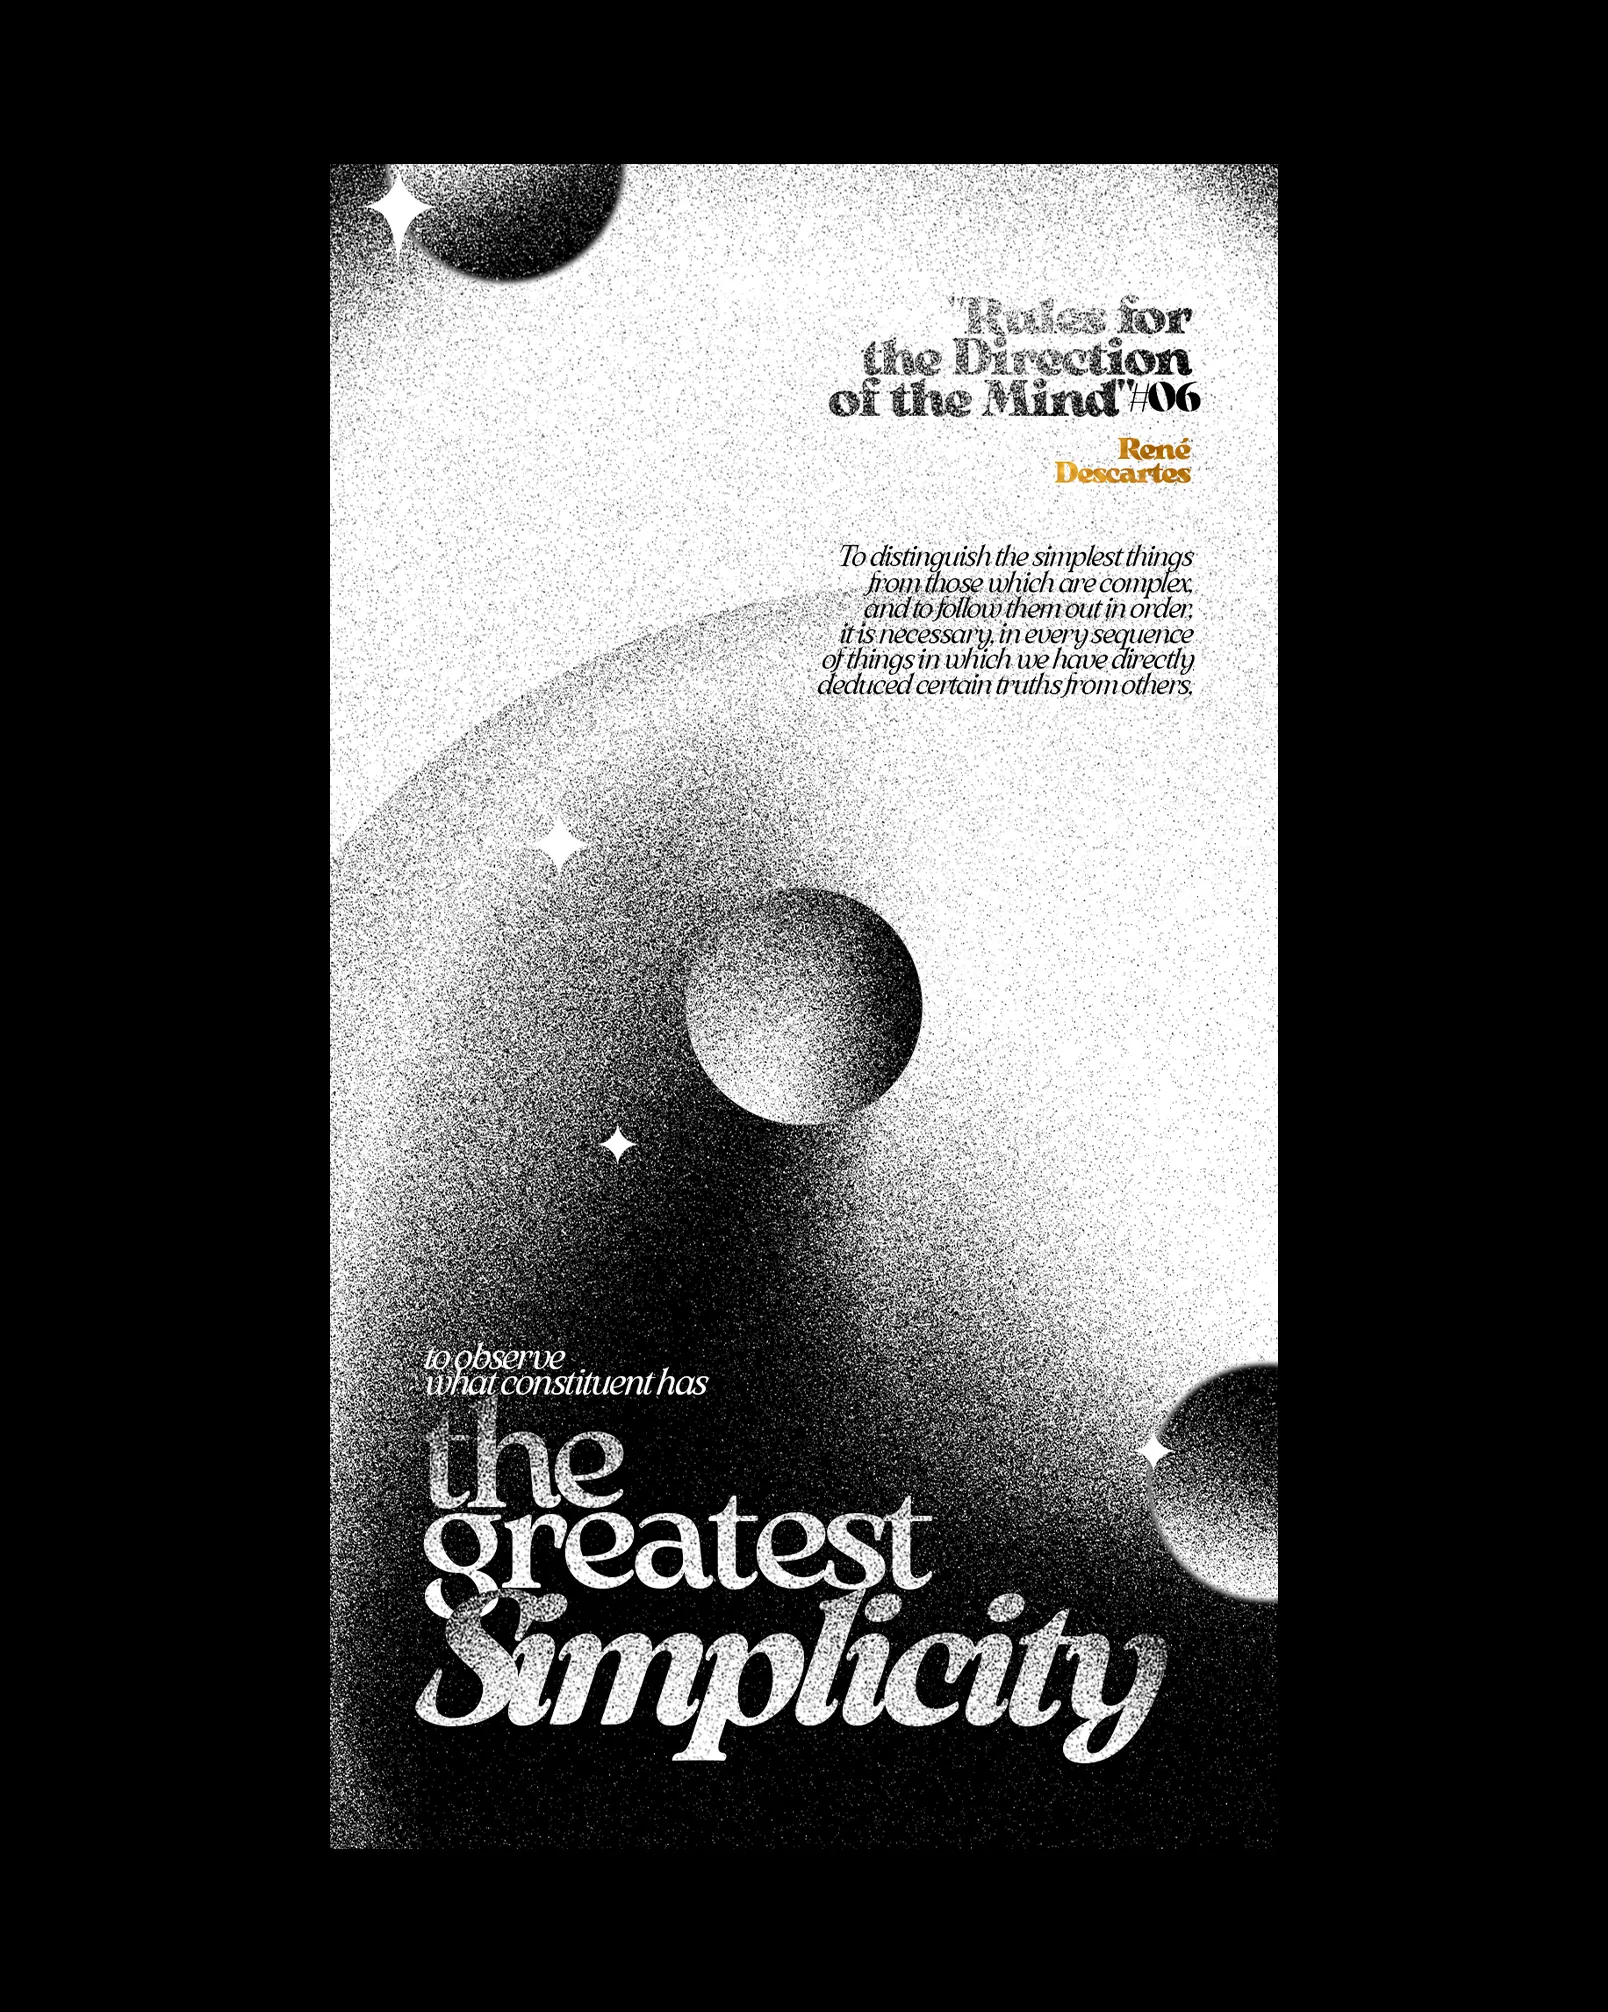 "Rules for
the Direction
of the Mind"#06
René
Descartes
To distinguish the simplest things
from those which are complex,
and to follow them out in order,
it is necessary, in every sequence
of things in which we have directly
deduced certain truths from others,
to observe
what constituent has
the
greatest
Simplicity